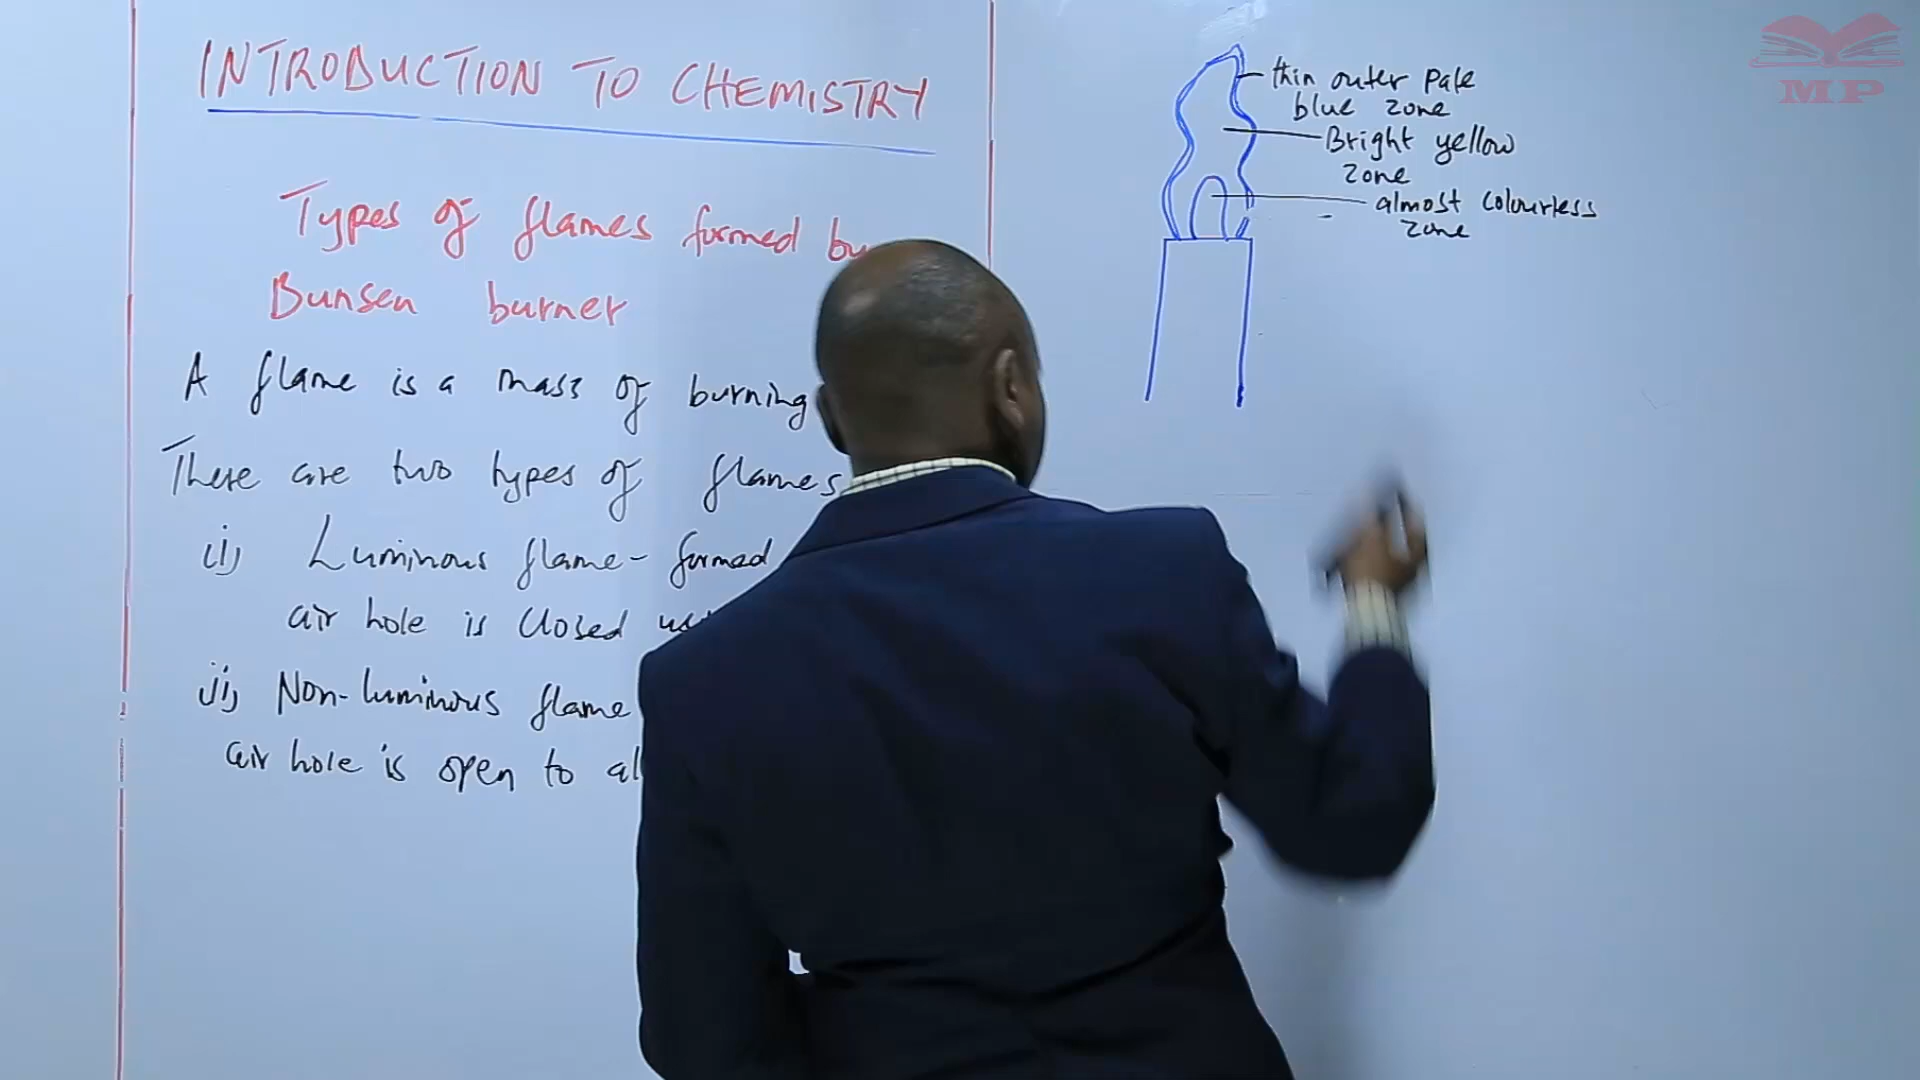 INTRODUCTION TO CHEMISTRY
Types of flames formed by
Bunsen burner
A flame is a mass of burning
There are two types of flames
(i) Luminous flame - formed
air hole is closed
ii) Non-luminous flame
air hole is open to
thin outer pale
blue zone
Bright yellow
zone
almost colourless
zone
MP